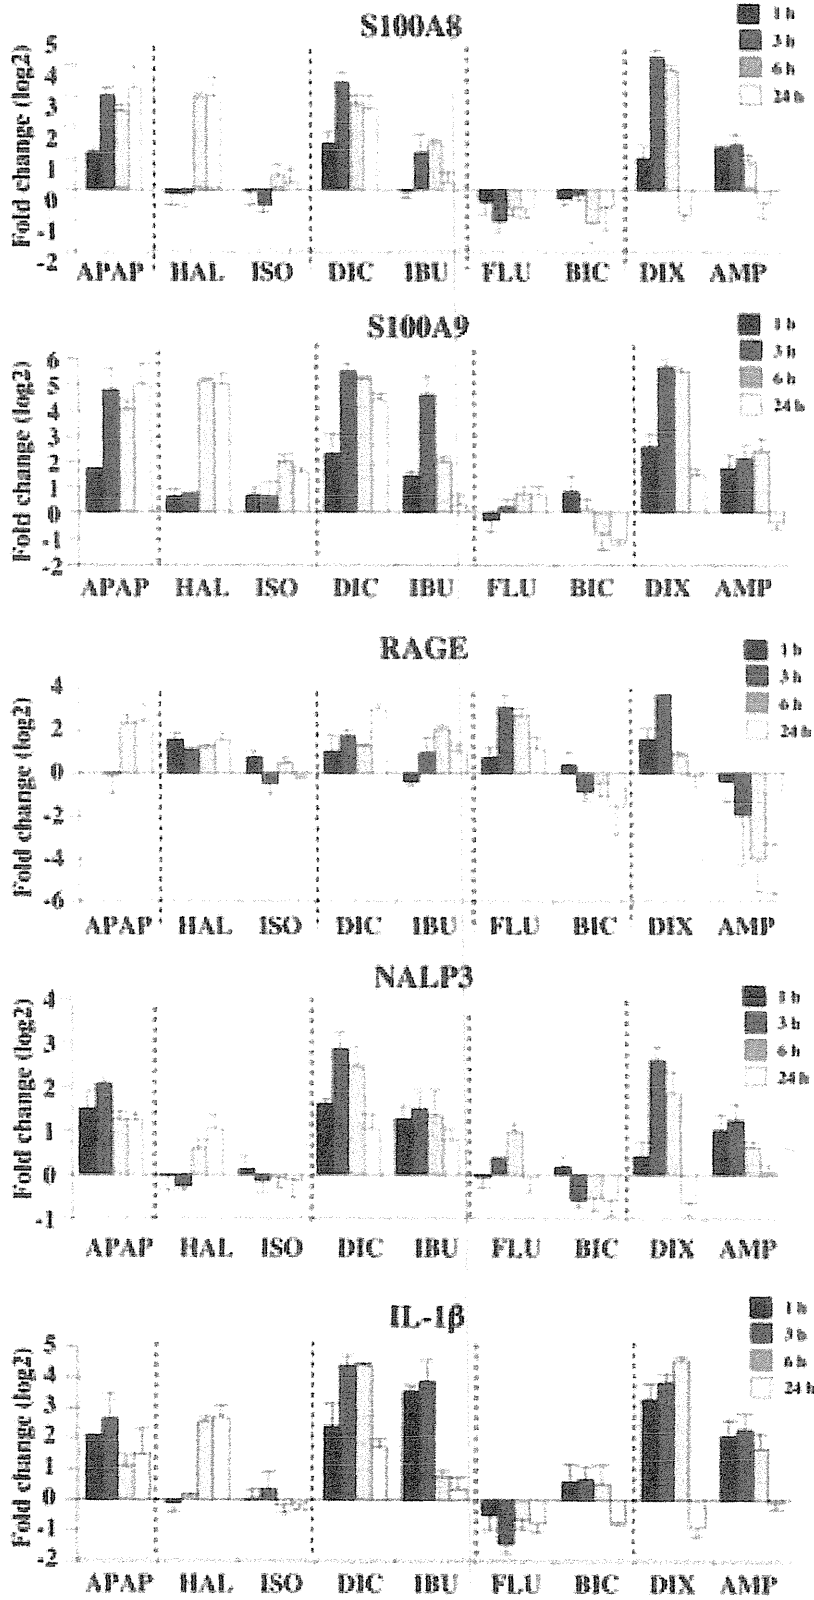 S100A8
1 h
3 h
6 h
24 h
Fold change (log2)
5
4
3
2
1
0
-1
-2
APAP HAL ISO DIC IBU FLU BIC DIX AMP
S100A9
1 h
3 h
6 h
24 h
Fold change (log2)
6
5
4
3
2
1
0
-1
-2
APAP HAL ISO DIC IBU FLU BIC DIX AMP
RAGE
1 h
3 h
6 h
24 h
Fold change (log2)
4
2
0
-2
-4
-6
APAP HAL ISO DIC IBU FLU BIC DIX AMP
NALP3
1 h
3 h
6 h
24 h
Fold change (log2)
4
3
2
1
0
-1
APAP HAL ISO DIC IBU FLU BIC DIX AMP
IL-1β
1 h
3 h
6 h
24 h
Fold change (log2)
5
4
3
2
1
0
-1
-2
APAP HAL ISO DIC IBU FLU BIC DIX AMP